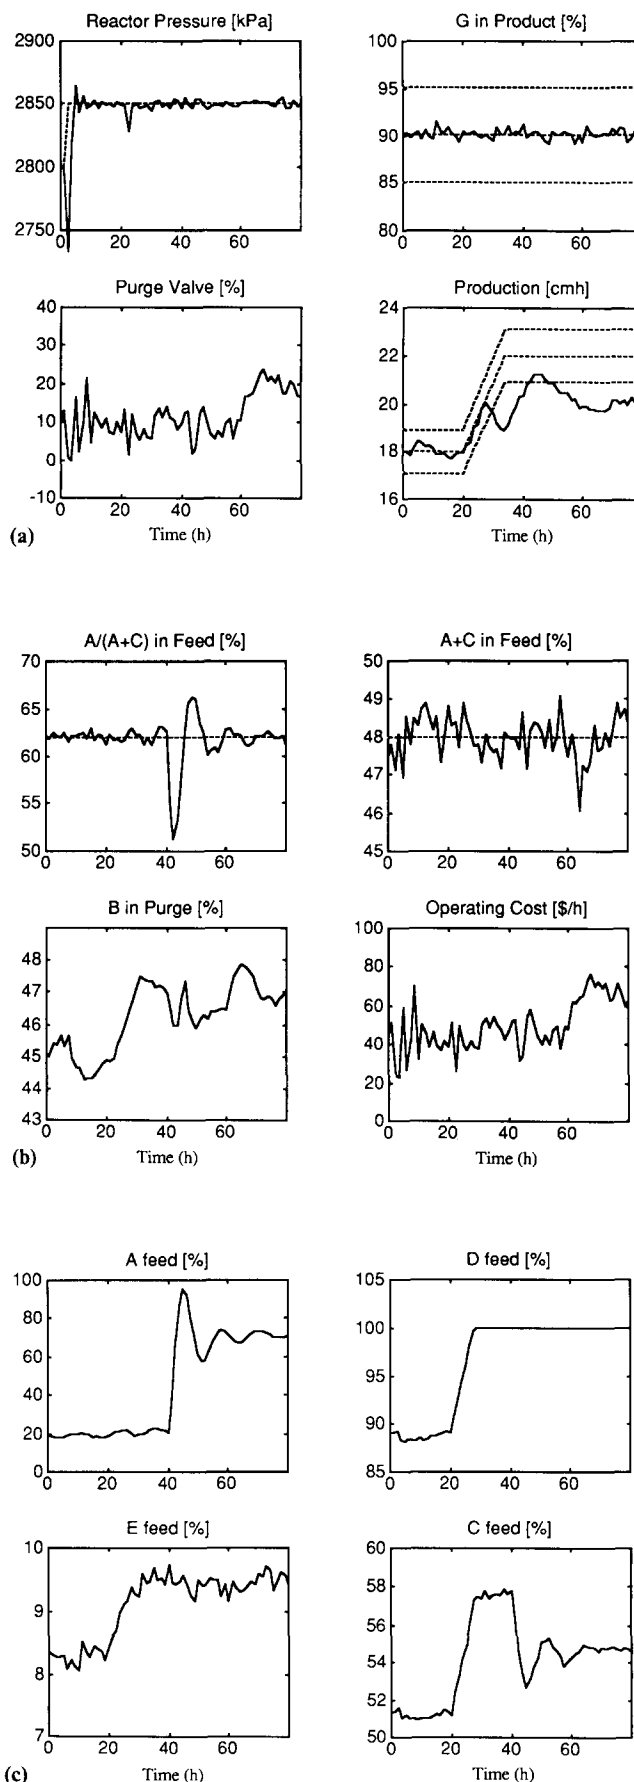 Reactor Pressure [kPa]
2900
2850
2800
2750
0 20 40 60
G in Product [%]
100
95
90
85
80
0 20 40 60
Purge Valve [%]
40
30
20
10
0
-10
0 20 40 60
Time (h)
Production [cmh]
24
22
20
18
16
0 20 40 60
Time (h)
(a)
A/(A+C) in Feed [%]
70
65
60
55
50
0 20 40 60
A+C in Feed [%]
50
49
48
47
46
45
0 20 40 60
B in Purge [%]
48
47
46
45
44
43
0 20 40 60
Time (h)
Operating Cost [$/h]
100
80
60
40
20
0
0 20 40 60
Time (h)
(b)
A feed [%]
100
80
60
40
20
0
0 20 40 60
D feed [%]
105
100
95
90
85
0 20 40 60
E feed [%]
10
9
8
7
0 20 40 60
Time (h)
C feed [%]
60
58
56
54
52
50
0 20 40 60
Time (h)
(c)